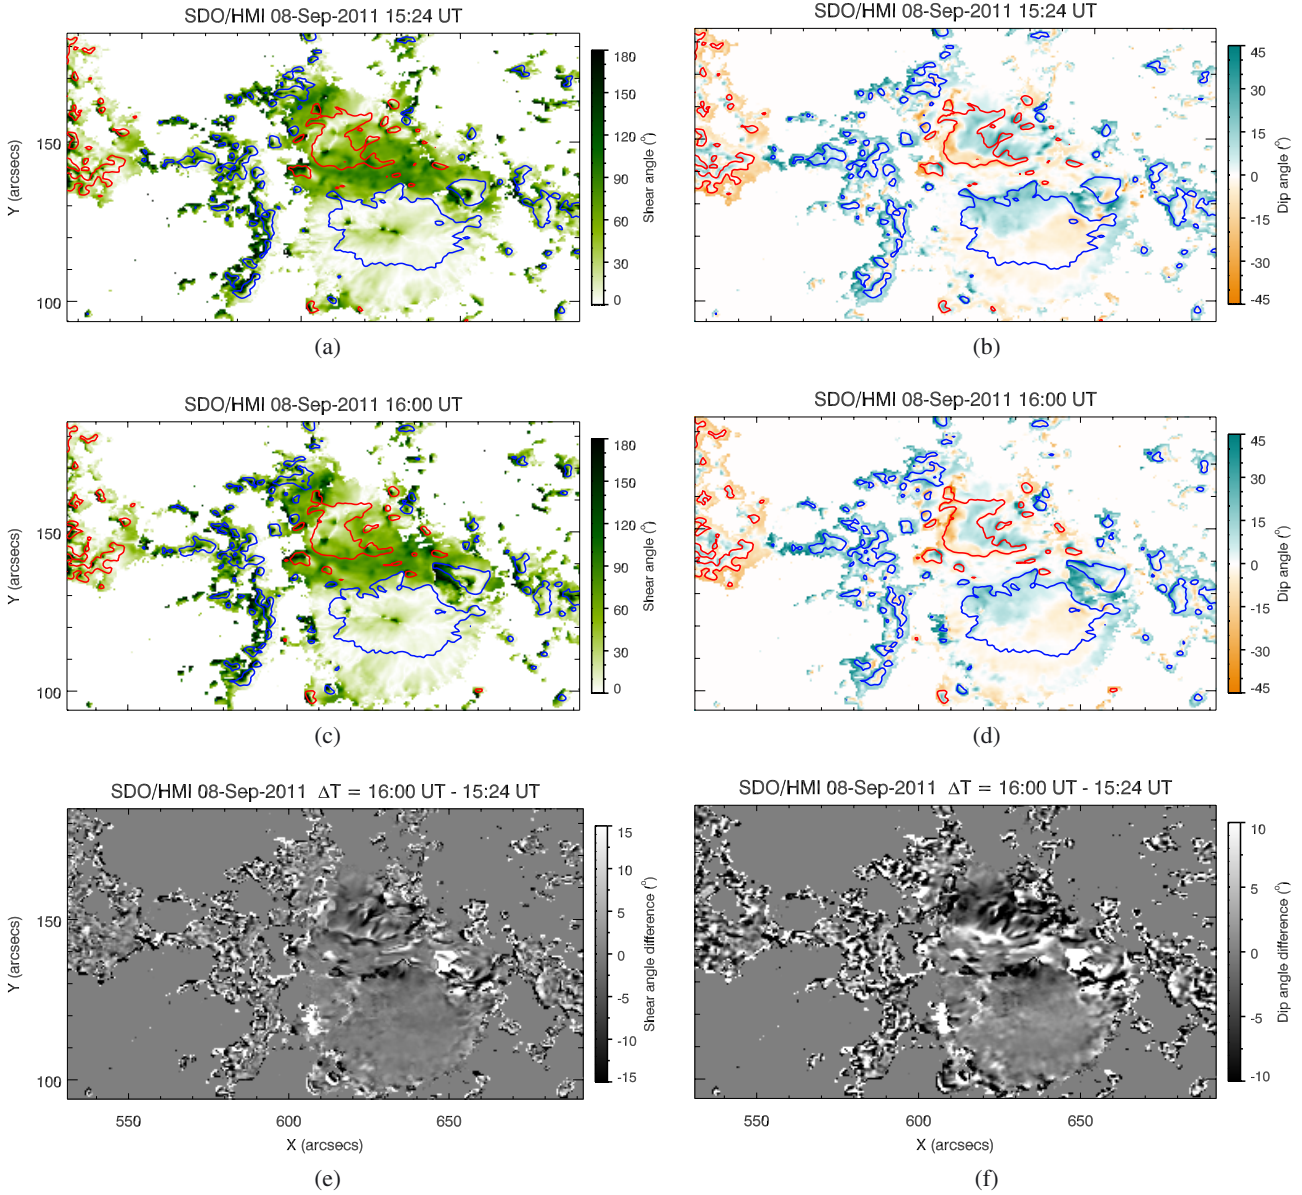 SDO/HMI 08-Sep-2011 15:24 UT
SDO/HMI 08-Sep-2011 15:24 UT
Y (arcsecs)
150
100
180
150
120
90
60
30
0
Shear angle (°)
45
30
15
0
-15
-30
-45
Dip angle (°)
(a)
(b)
SDO/HMI 08-Sep-2011 16:00 UT
SDO/HMI 08-Sep-2011 16:00 UT
Y (arcsecs)
150
100
180
150
120
90
60
30
0
Shear angle (°)
45
30
15
0
-15
-30
-45
Dip angle (°)
(c)
(d)
SDO/HMI 08-Sep-2011 ΔT = 16:00 UT - 15:24 UT
SDO/HMI 08-Sep-2011 ΔT = 16:00 UT - 15:24 UT
Y (arcsecs)
150
100
15
10
5
0
-5
-10
-15
Shear angle difference (°)
10
5
0
-5
-10
Dip angle difference (°)
550 600 650
550 600 650
X (arcsecs)
X (arcsecs)
(e)
(f)